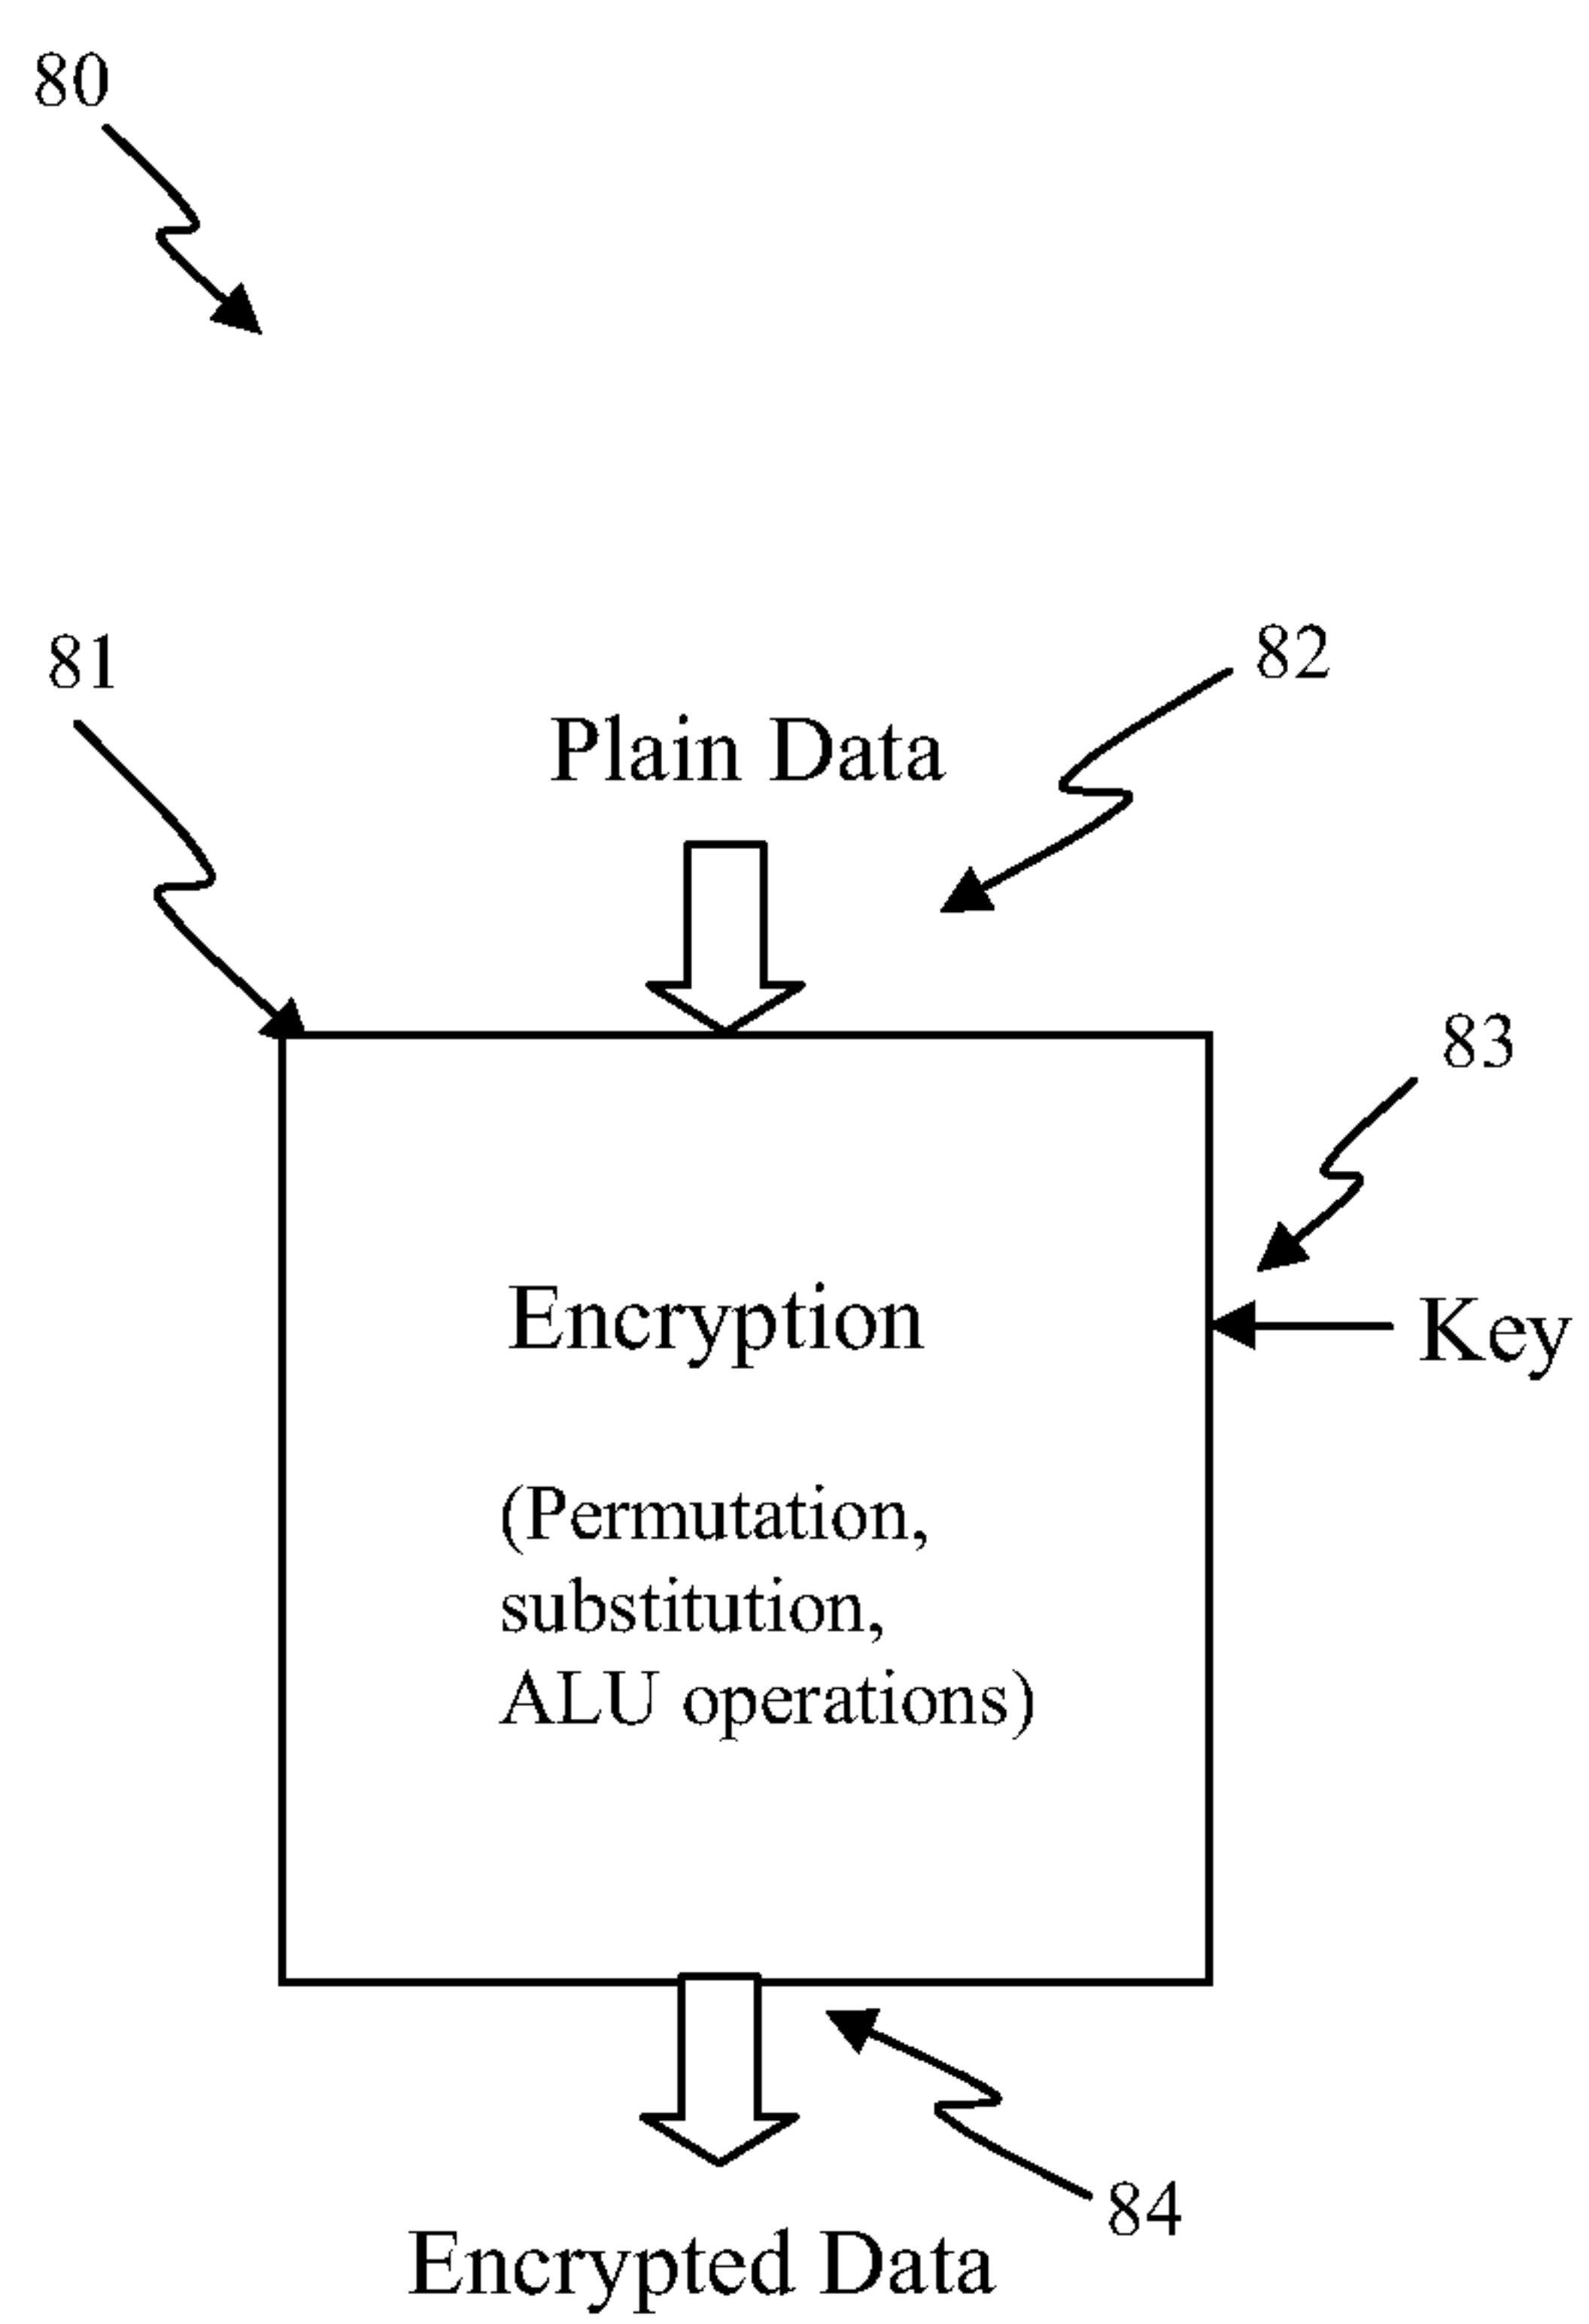 80
81
82
Plain Data
83
Encryption
Key
(Permutation,
substitution,
ALU operations)
84
Encrypted Data